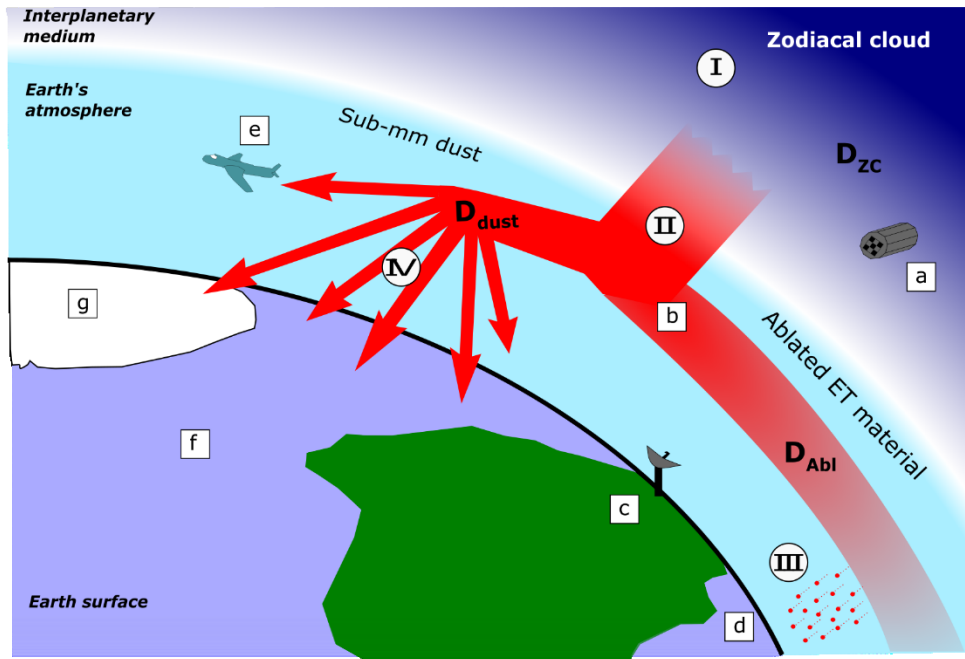 Interplanetary
medium
Zodiacal cloud
I
Earth's
atmosphere
e
Sub-mm dust
D_ZC
D_dust
II
a
IV
g
b
Ablated ET material
f
D_Abl
c
III
Earth surface
d